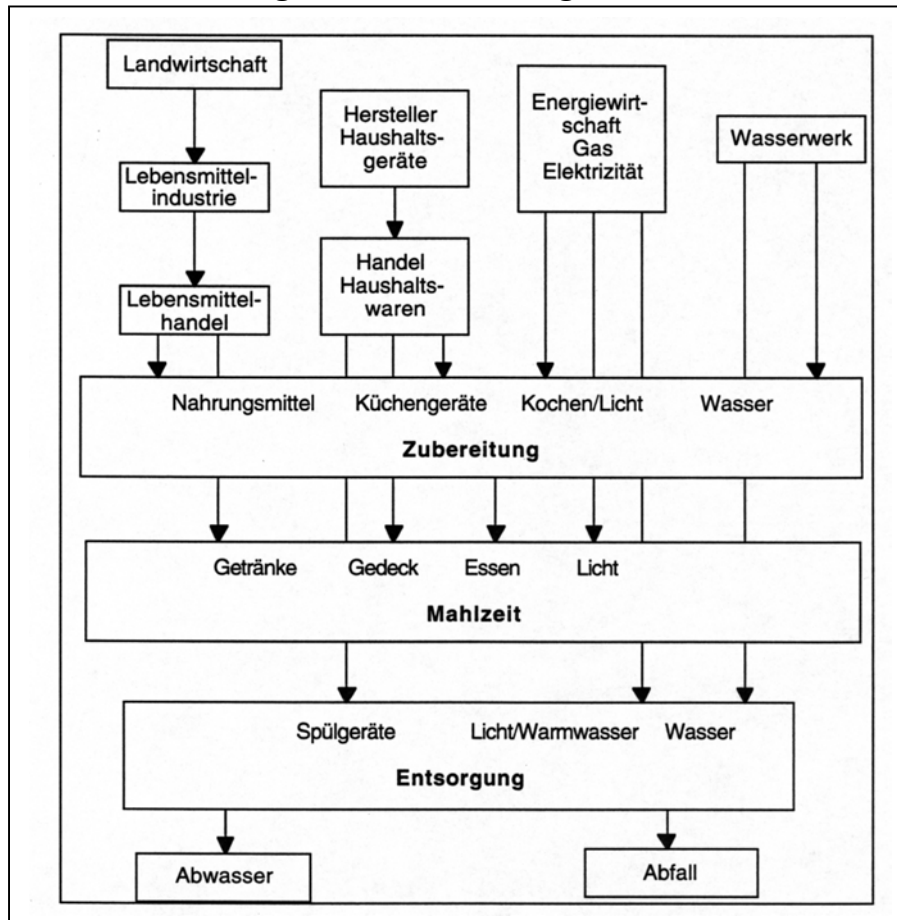 Landwirtschaft
Hersteller
Haushalts-
geräte
Energiewirt-
schaft
Gas
Elektrizität
Wasserwerk
Lebensmittel-
industrie
Handel
Haushalts-
waren
Lebensmittel-
handel
Nahrungsmittel Küchengeräte Kochen/Licht Wasser
Zubereitung
Getränke Gedeck Essen Licht
Mahlzeit
Spülgeräte Licht/Warmwasser Wasser
Entsorgung
Abwasser
Abfall